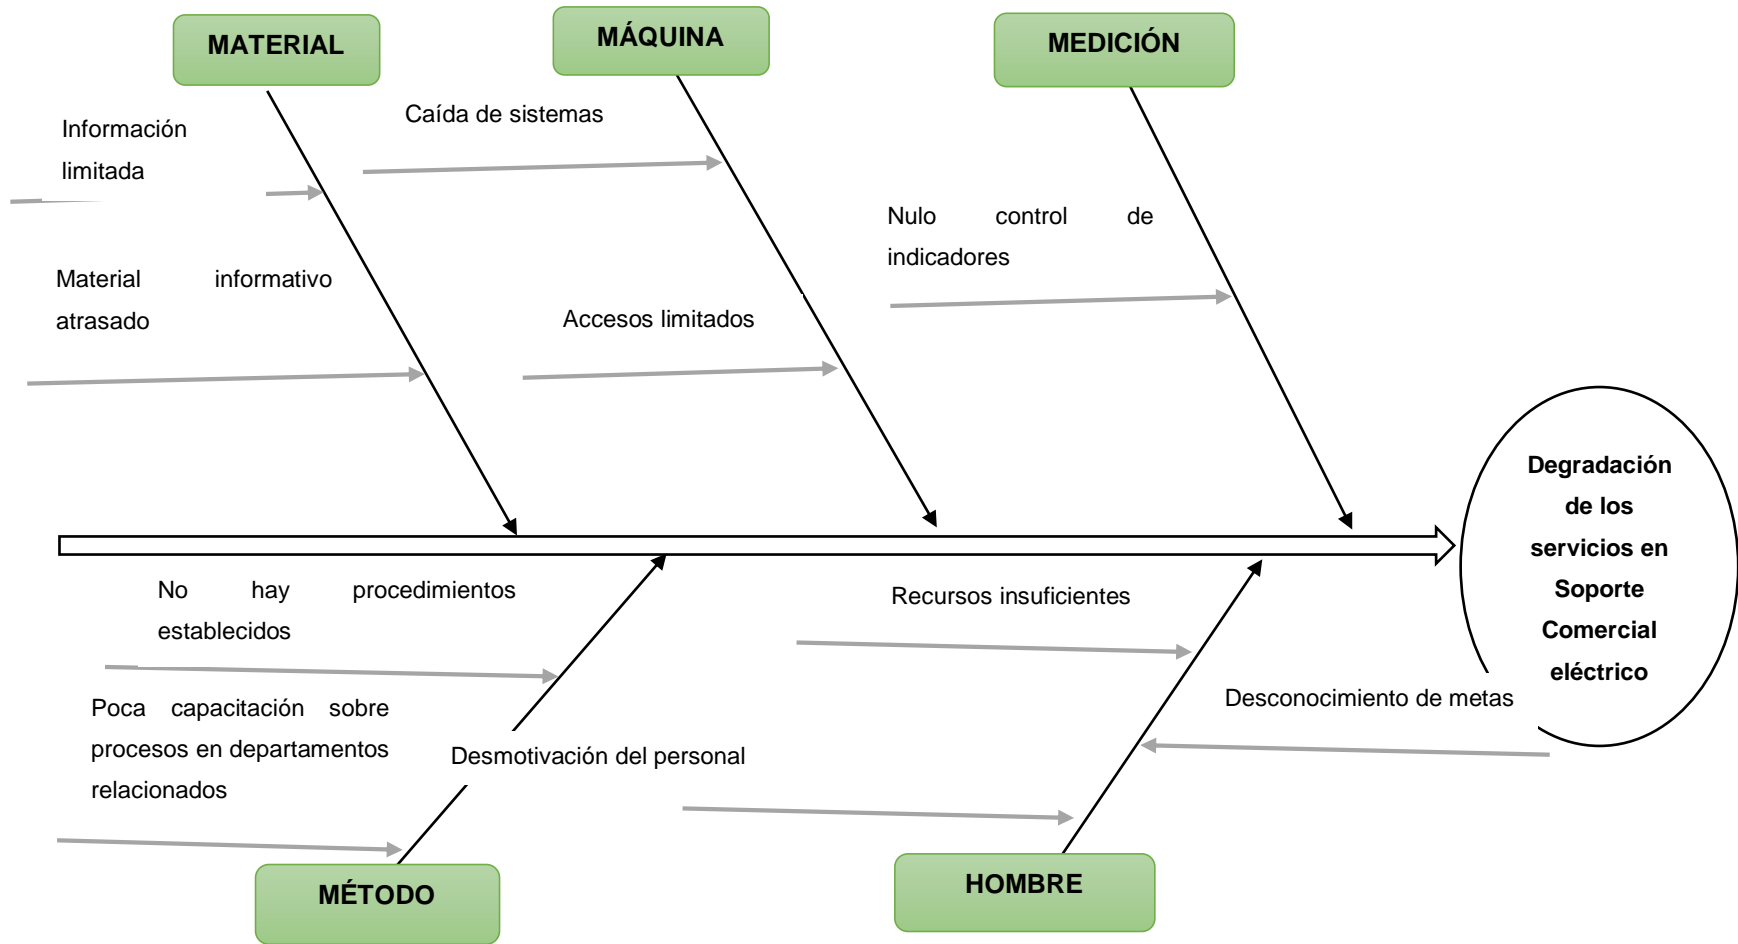 MATERIAL
MÁQUINA
MEDICIÓN
Información
limitada
Caída de sistemas
Nulo control de
indicadores
Material informativo
atrasado
Accesos limitados
Degradación
de los
servicios en
Soporte
Comercial
eléctrico
No hay procedimientos
establecidos
Recursos insuficientes
Poca capacitación sobre
procesos en departamentos
relacionados
Desmotivación del personal
Desconocimiento de metas
MÉTODO
HOMBRE